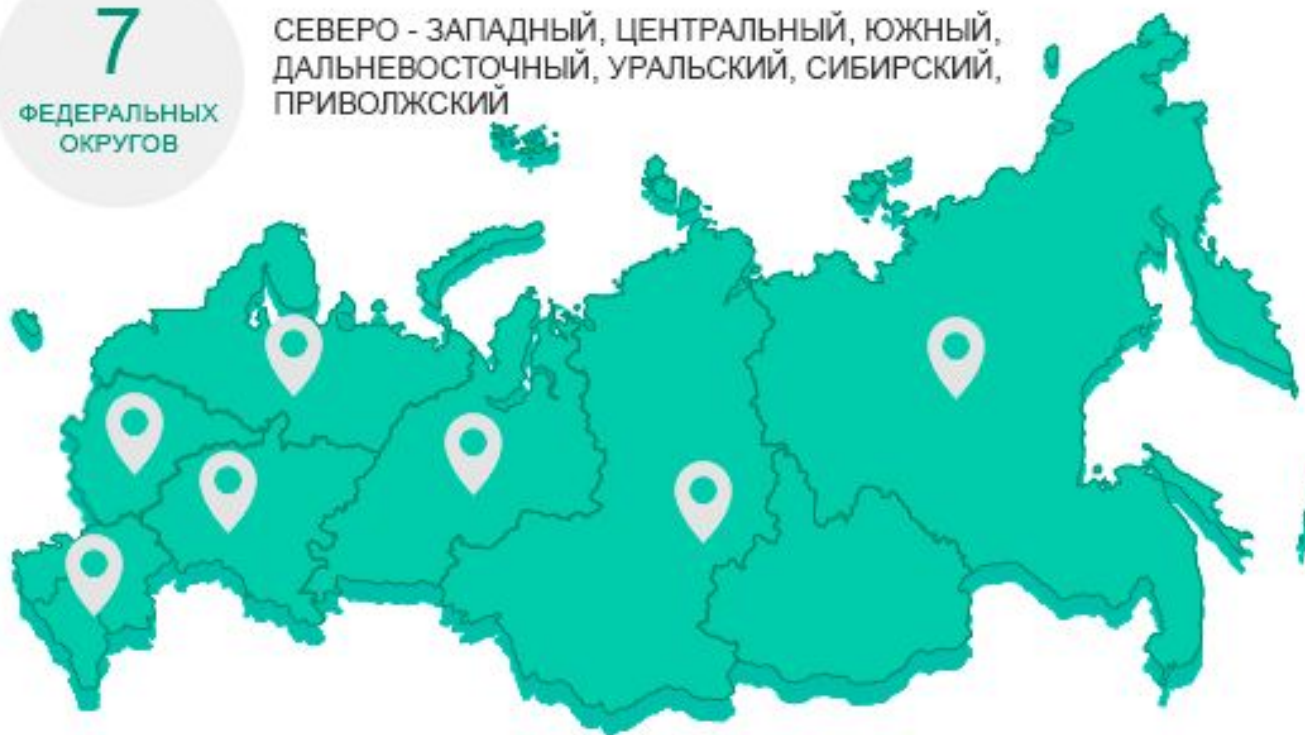 7
ФЕДЕРАЛЬНЫХ
ОКРУГОВ
СЕВЕРО - ЗАПАДНЫЙ, ЦЕНТРАЛЬНЫЙ, ЮЖНЫЙ,
ДАЛЬНЕВОСТОЧНЫЙ, УРАЛЬСКИЙ, СИБИРСКИЙ,
ПРИВОЛЖСКИЙ